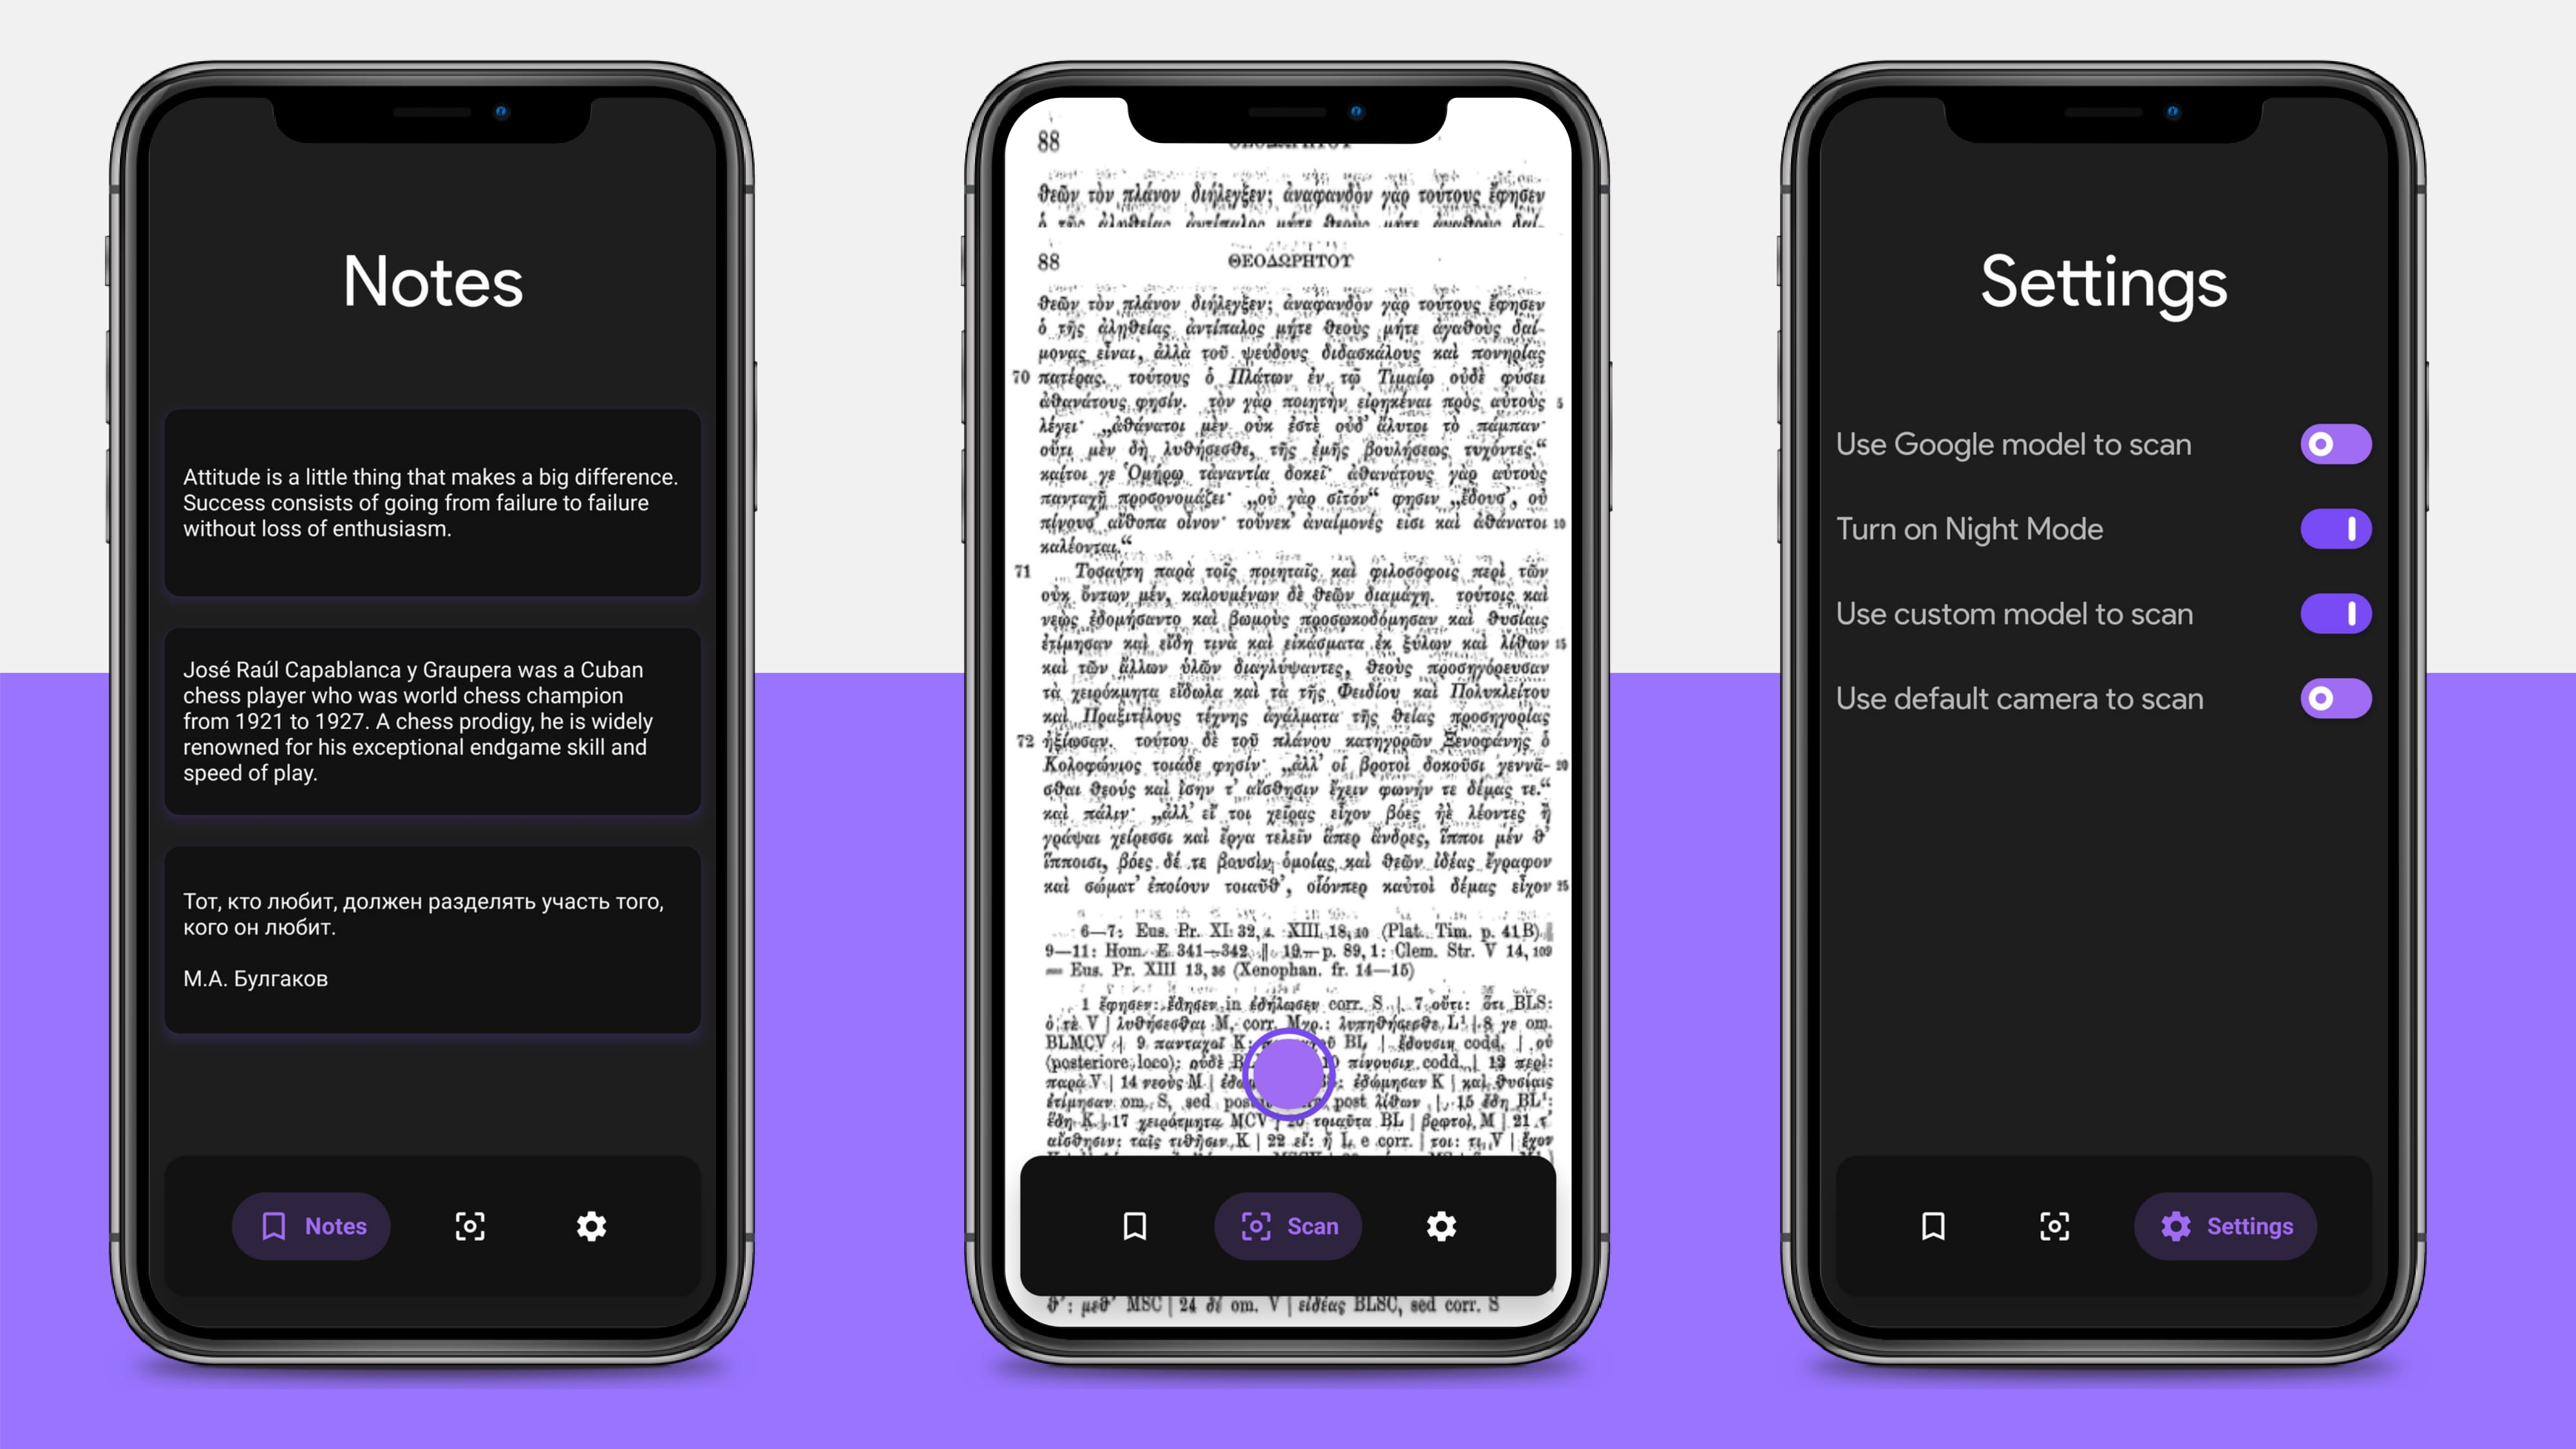 Notes
Attitude is a little thing that makes a big difference.
Success consists of going from failure to failure
without loss of enthusiasm.
José Raúl Capablanca y Graupera was a Cuban
chess player who was world chess champion
from 1921 to 1927. A chess prodigy, he is widely
renowned for his exceptional endgame skill and
speed of play.
Тот, кто любит, должен разделять участь того,
кого он любит.
М.А. Булгаков
Notes
88
θεῶν τὸν πλάνον διήλεγξεν; ἀναφανδὸν γὰρ τούτους ἔφησεν
88 ΘΕΟΔΩΡΗΤΟΥ
θεῶν τὸν πλάνον διήλεγξεν; ἀναφανδὸν γὰρ τούτους ἔφησεν
ὁ τῆς ἀληθείας ἀντίπαλος μήτε θεοὺς μήτε ἀγαθοὺς δαί-
μονας εἶναι, ἀλλὰ τοῦ ψεύδους διδασκάλους καὶ πονηρίας
70 πατέρας. τούτους ὁ Πλάτων ἐν τῷ Τιμαίῳ οὐδὲ φύσει
ἀθανάτους φησίν. τὸν γὰρ ποιητὴν εἰρηκέναι πρὸς αὐτοὺς 5
λέγει· „ἀθάνατοι μὲν οὐκ ἐστὲ οὐδ' ἄλυτοι τὸ πάμπαν·
οὔτι μὲν δὴ λυθήσεσθε, τῆς ἐμῆς βουλήσεως τυχόντες.“
καίτοι γε Ὁμήρῳ τἀναντία δοκεῖ· ἀθανάτους γὰρ αὐτοὺς
πανταχῇ προσονομάζει· „οὐ γὰρ σῖτόν“ φησιν „ἔδουσ', οὐ
πίνουσ' αἴθοπα οἶνον· τοὔνεκ' ἀναίμονές εἰσι καὶ ἀθάνατοι 10
καλέονται.“
71 Τοσαύτη παρὰ τοῖς ποιηταῖς καὶ φιλοσόφοις περὶ τῶν
οὐκ ὄντων μέν, καλουμένων δὲ θεῶν διαμάχη. τούτοις καὶ
νεὼς ἐδομήσαντο καὶ βωμοὺς προσῳκοδόμησαν καὶ θυσίαις
ἐτίμησαν καὶ εἴδη τινὰ καὶ εἰκάσματα ἐκ ξύλων καὶ λίθων 15
καὶ τῶν ἄλλων ὑλῶν διαγλύψαντες, θεοὺς προσηγόρευσαν
τὰ χειρόκμητα εἴδωλα καὶ τὰ τῆς Φειδίου καὶ Πολυκλείτου
καὶ Πραξιτέλους τέχνης ἀγάλματα τῆς θείας προσηγορίας
72 ἠξίωσαν. τούτου δὲ τοῦ πλάνου κατηγορῶν Ξενοφάνης ὁ
Κολοφώνιος τοιάδε φησίν· „ἀλλ' οἱ βροτοὶ δοκοῦσι γεννᾶ- 20
σθαι θεούς καὶ ἴσην τ' αἴσθησιν ἔχειν φωνήν τε δέμας τε.“
καὶ πάλιν· „ἀλλ' εἴ τοι χεῖρας εἶχον βόες ἠὲ λέοντες ἢ
γράψαι χείρεσσι καὶ ἔργα τελεῖν ἅπερ ἄνδρες, ἵπποι μέν θ'
ἵπποισι, βόες δέ τε βουσὶν ὁμοίας καὶ θεῶν ἰδέας ἔγραφον
καὶ σώματ' ἐποίουν τοιαῦθ', οἷόνπερ καὐτοὶ δέμας εἶχον 25
6—7: Eus. Pr. XI 32, 4. XIII 18, 10 (Plat. Tim. p. 41 B)
9—11: Hom. E 341—342 || 19— p. 89, 1: Clem. Str. V 14, 109
= Eus. Pr. XIII 13, 36 (Xenophan. fr. 14—15)
1 ἔφησεν: ἔδησεν in ἐδήλωσεν corr. S | 7 οὔτι: ὅτι BLS:
ὅ τὲ V | λυθήσεσθαι M, corr. Mγρ.: λυπηθήσεσθε L¹ | 8 γε om.
BLMCV | 9 πανταχοῖ K: BL | ἔδουσιν codd. | οὐ
(posteriore loco): οὐδὲ πίνουσιν codd. | 12 περὶ:
παρὰ V | 14 νεοὺς M | ἐδώμησαν K | καὶ θυσίαις
ἐτίμησαν om. S, sed post λίθων | 15 ἔδη BL¹:
ἔδη K | 17 χειρότμητα MCV | 20 τοιαῦτα BL | βροτοὶ M | 21 τ'
αἴσθησιν: ταῖς τιθῆσιν K | 22 εἴ: ἢ L e corr. | τοι: τι V | ἔχον
Scan
θ': μεθ' MSC | 24 δέ om. V | εἰδέας BLSC, sed corr. S
Settings
Use Google model to scan
Turn on Night Mode
Use custom model to scan
Use default camera to scan
Settings